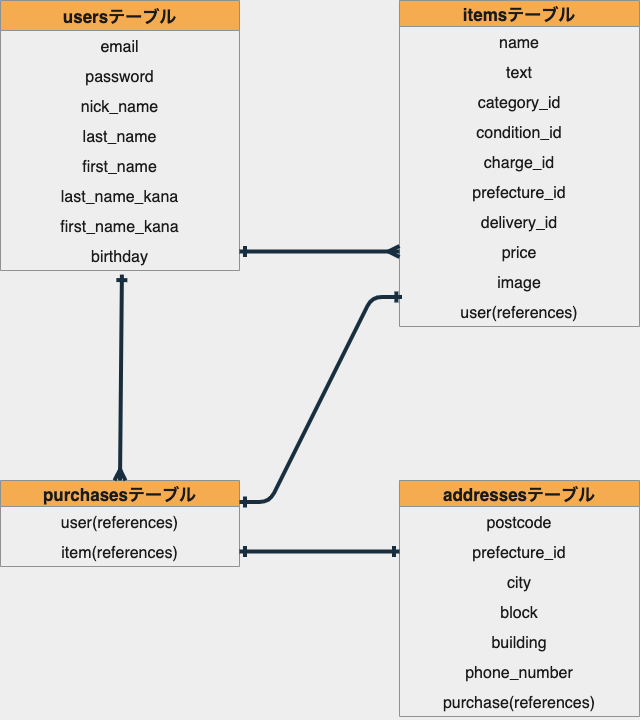 usersテーブル
email
password
nick_name
last_name
first_name
last_name_kana
first_name_kana
birthday
itemsテーブル
name
text
category_id
condition_id
charge_id
prefecture_id
delivery_id
price
image
user(references)
purchasesテーブル
user(references)
item(references)
addressesテーブル
postcode
prefecture_id
city
block
building
phone_number
purchase(references)